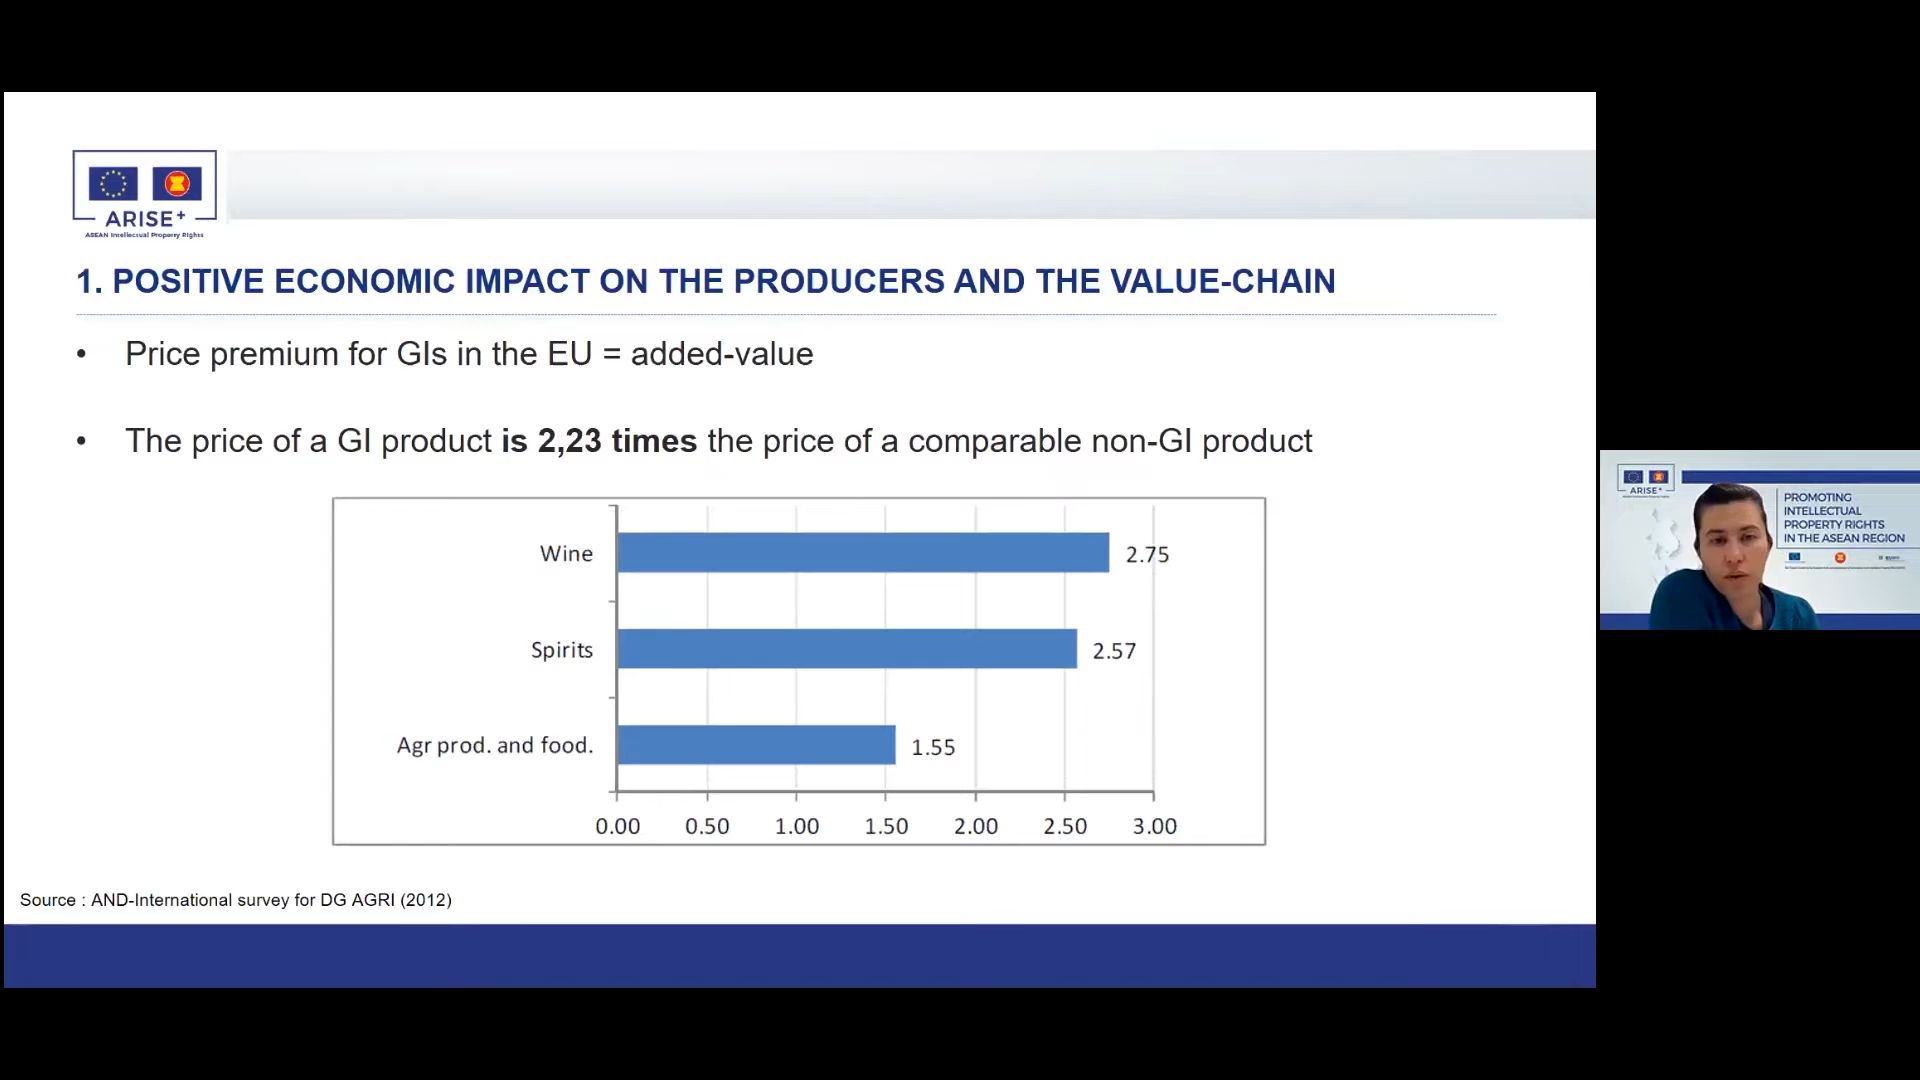 ARISE+
ASEAN Intellectual Property Rights
1. POSITIVE ECONOMIC IMPACT ON THE PRODUCERS AND THE VALUE-CHAIN
• Price premium for GIs in the EU = added-value
• The price of a GI product is 2,23 times the price of a comparable non-GI product
Wine 2.75
Spirits 2.57
Agr prod. and food. 1.55
0.00 0.50 1.00 1.50 2.00 2.50 3.00
Source : AND-International survey for DG AGRI (2012)
ARISE+
PROMOTING
INTELLECTUAL
PROPERTY RIGHTS
IN THE ASEAN REGION